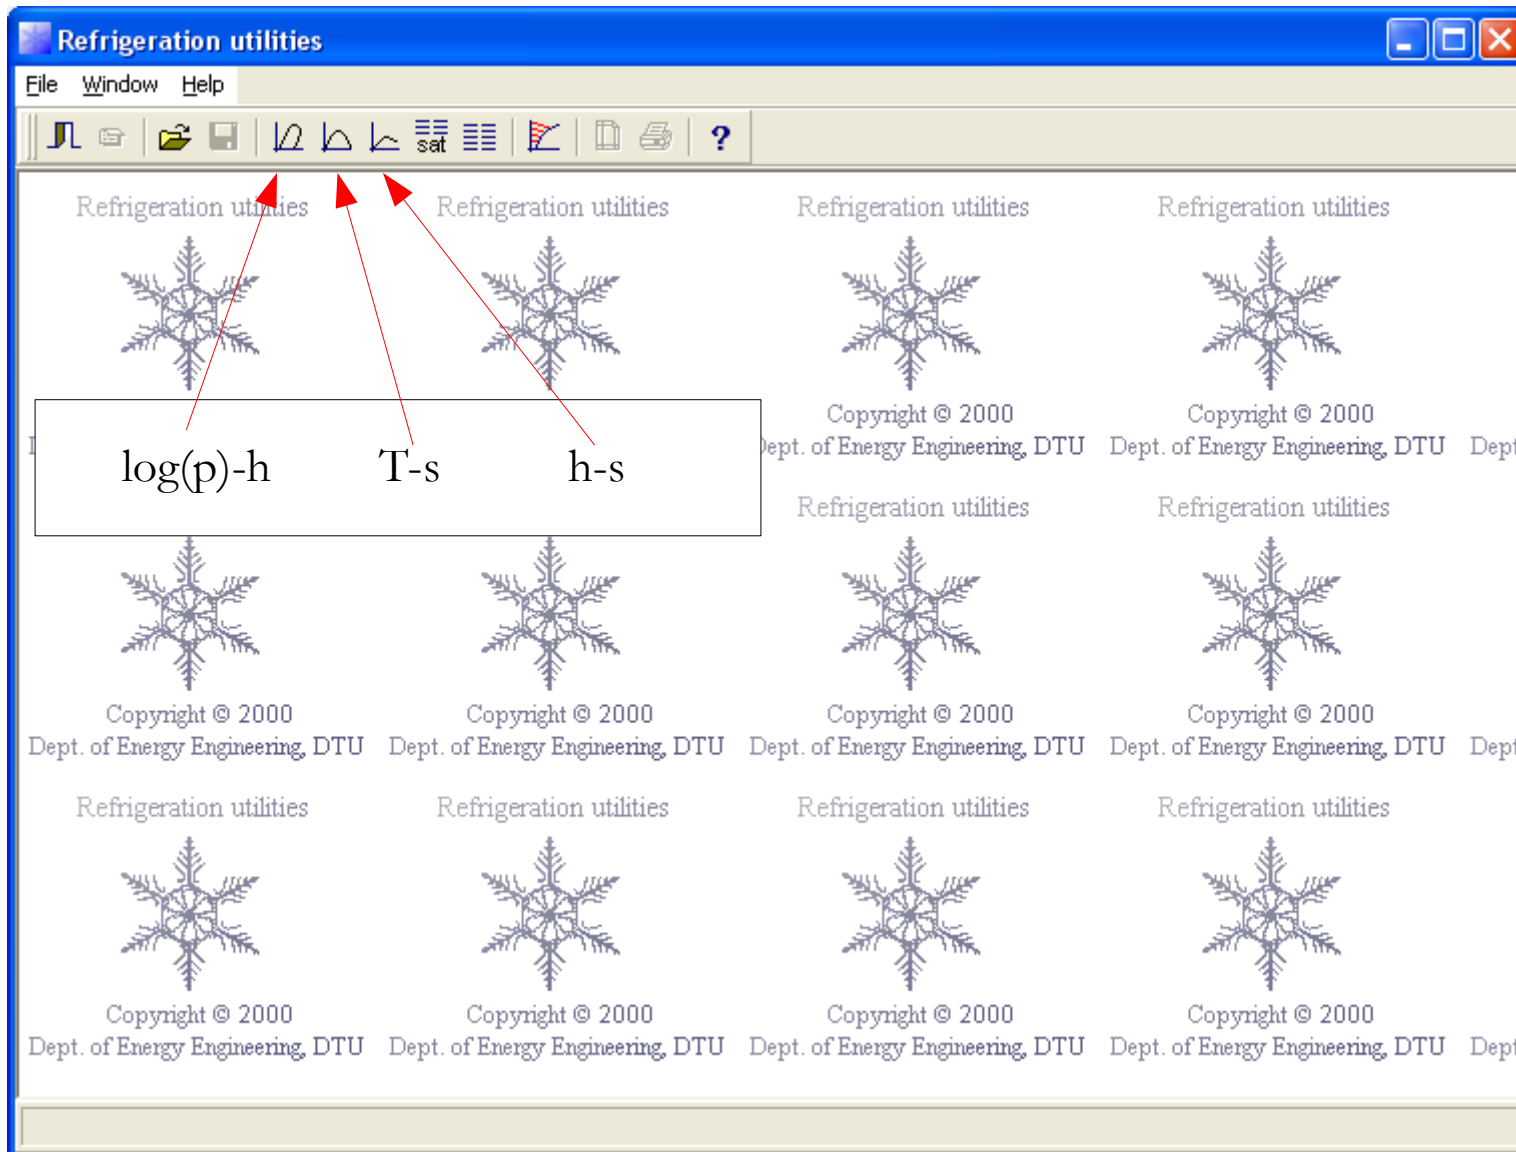 Refrigeration utilities
File Window Help
sat ?
Refrigeration utilities Refrigeration utilities Refrigeration utilities Refrigeration utilities
Copyright © 2000 Copyright © 2000
Dept. of Energy Engineering, DTU Dept. of Energy Engineering, DTU Dept
log(p)-h T-s h-s
Refrigeration utilities Refrigeration utilities
Copyright © 2000 Copyright © 2000 Copyright © 2000 Copyright © 2000
Dept. of Energy Engineering, DTU Dept. of Energy Engineering, DTU Dept. of Energy Engineering, DTU Dept. of Energy Engineering, DTU Dept
Refrigeration utilities Refrigeration utilities Refrigeration utilities Refrigeration utilities
Copyright © 2000 Copyright © 2000 Copyright © 2000 Copyright © 2000
Dept. of Energy Engineering, DTU Dept. of Energy Engineering, DTU Dept. of Energy Engineering, DTU Dept. of Energy Engineering, DTU Dept